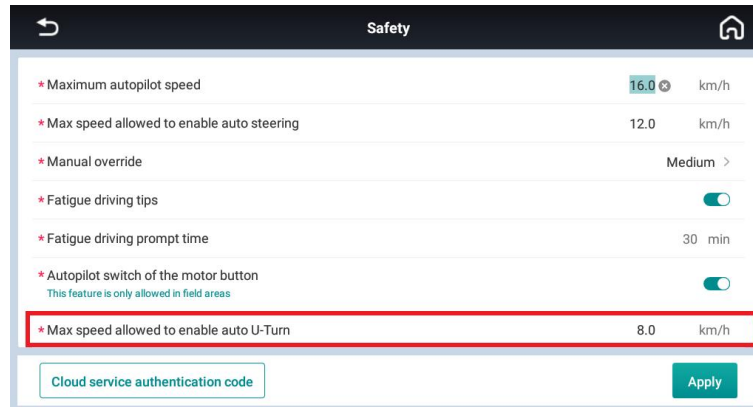 Safety
*Maximum autopilot speed 16.0 km/h
*Max speed allowed to enable auto steering 12.0 km/h
*Manual override Medium >
*Fatigue driving tips
*Fatigue driving prompt time 30 min
*Autopilot switch of the motor button
This feature is only allowed in field areas
*Max speed allowed to enable auto U-Turn 8.0 km/h
Cloud service authentication code Apply